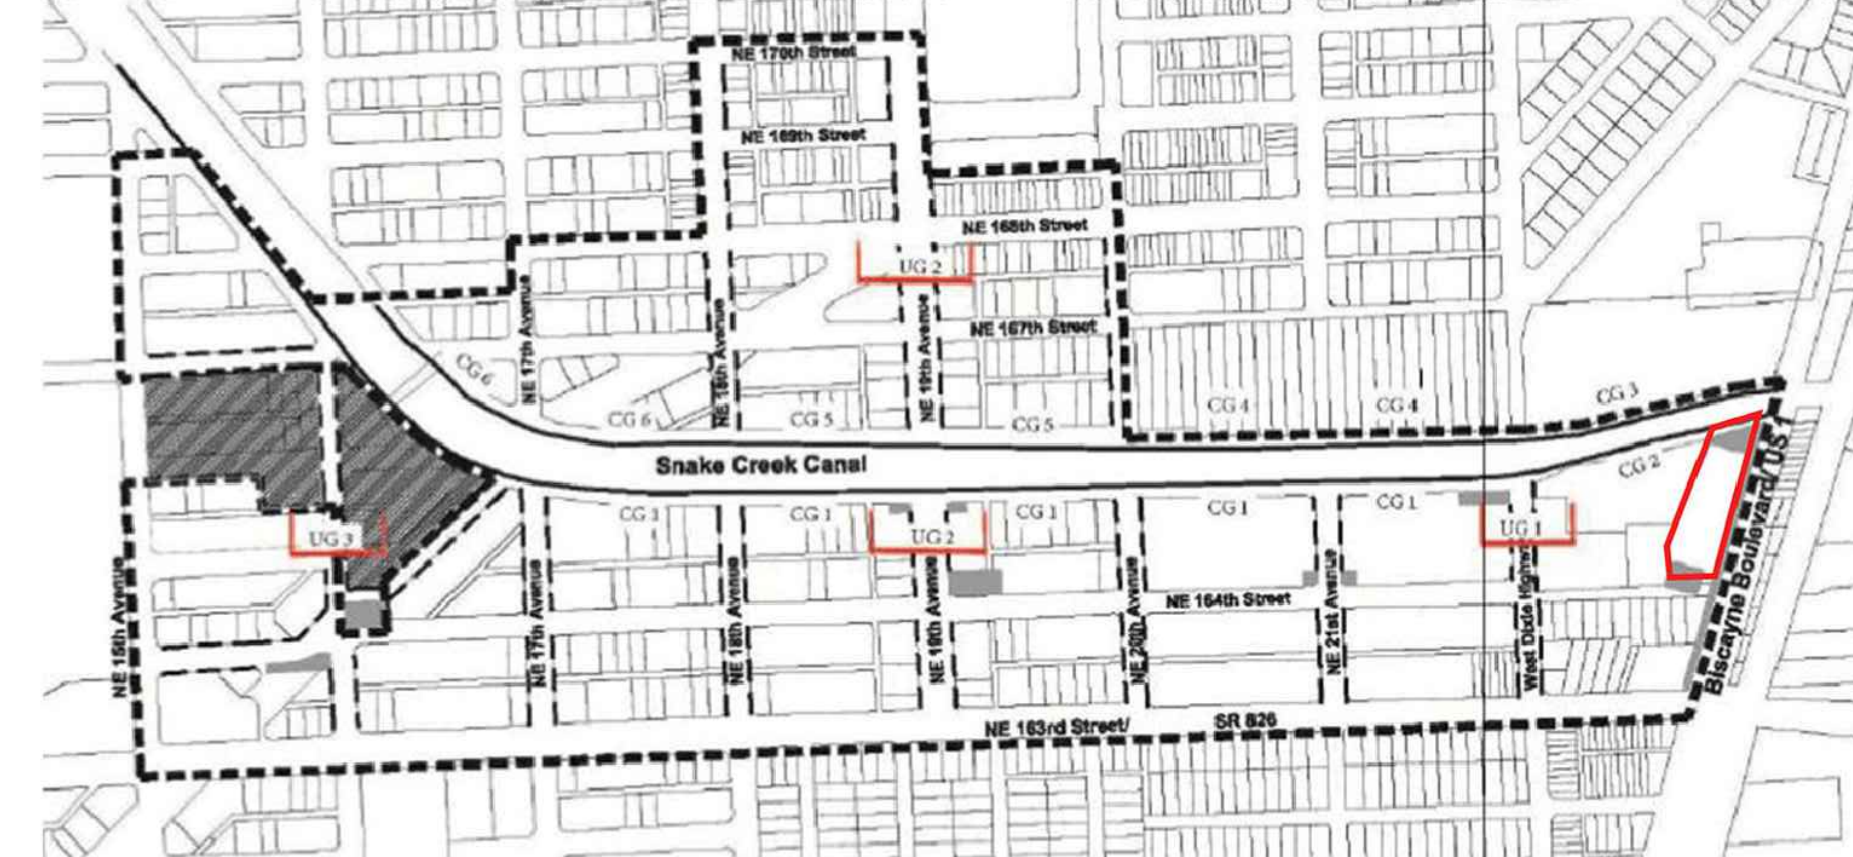 NE 170th Street
NE 169th Street
NE 168th Street
UG 2
NE 17th Avenue
NE 18th Avenue
NE 19th Avenue
NE 167th Street
CG 6
CG 6
CG 5
CG 5
CG 4
CG 4
CG 3
Snake Creek Canal
CG 2
CG 1
CG 1
CG 1
CG 1
CG 1
UG 3
UG 2
UG 1
NE 15th Avenue
NE 17th Avenue
NE 18th Avenue
NE 19th Avenue
NE 20th Avenue
NE 164th Street
NE 21st Avenue
West Dixie Highway
Biscayne Boulevard/ US 1
NE 163rd Street/ SR 826